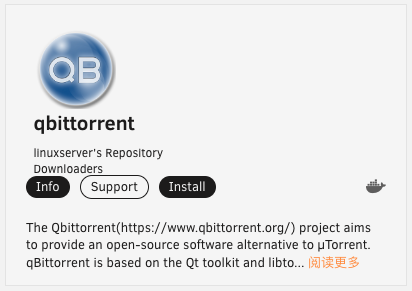 QB
qbittorrent
linuxserver's Repository
Downloaders
Info Support Install
The Qbittorrent(https://www.qbittorrent.org/) project aims
to provide an open-source software alternative to µTorrent.
qBittorrent is based on the Qt toolkit and libto... 阅读更多